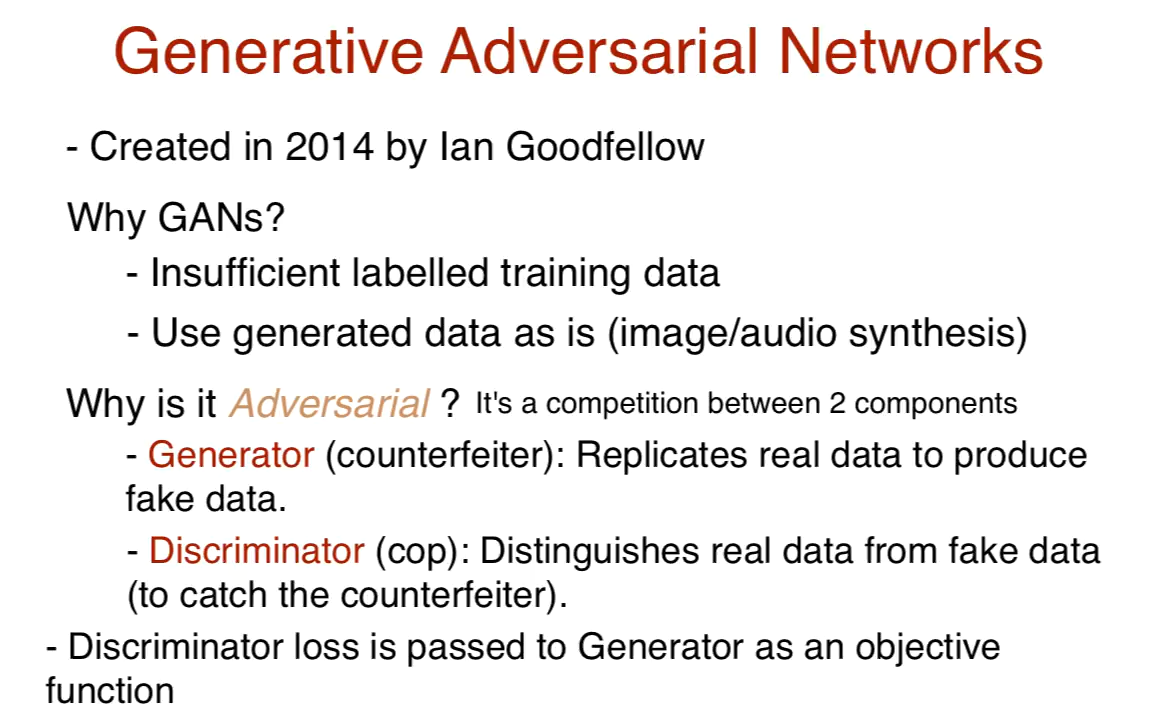 Generative Adversarial Networks
- Created in 2014 by Ian Goodfellow
Why GANs?
- Insufficient labelled training data
- Use generated data as is (image/audio synthesis)
Why is it Adversarial ? It's a competition between 2 components
- Generator (counterfeiter): Replicates real data to produce
fake data.
- Discriminator (cop): Distinguishes real data from fake data
(to catch the counterfeiter).
- Discriminator loss is passed to Generator as an objective
function